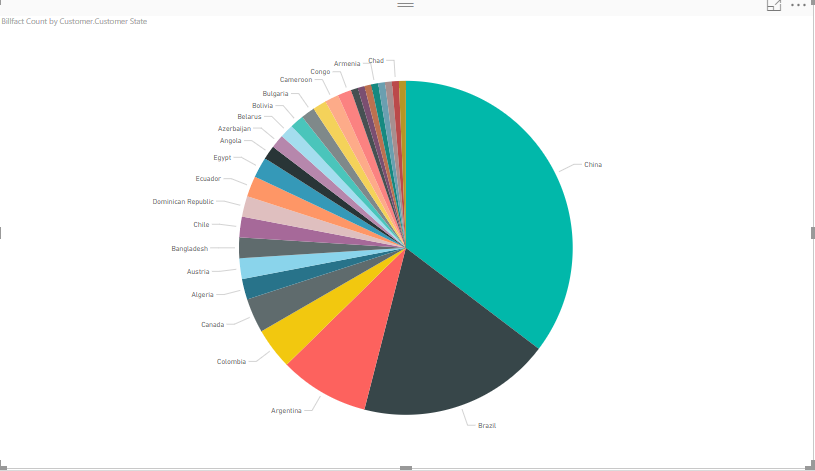 Billfact Count by Customer.Customer State
Chad
Armenia
Congo
Cameroon
Bulgaria
Bolivia
Belarus
Azerbaijan
Angola
Egypt
Ecuador
Dominican Republic
Chile
Bangladesh
Austria
Algeria
Canada
Colombia
Argentina
Brazil
China